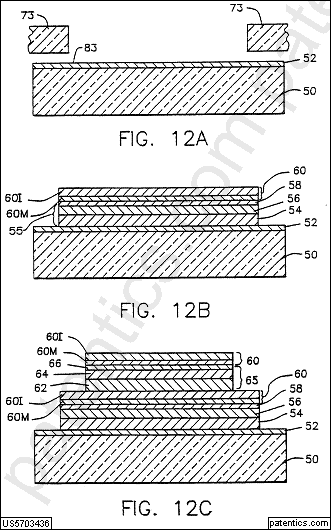 73
73
83
52
50
FIG. 12A
60
60I
58
60M
56
55
54
52
50
FIG. 12B
60I
60M
66
60
64
65
62
60
60I
58
60M
56
54
52
50
FIG. 12C
US5703436
patentics.com
patentics.com